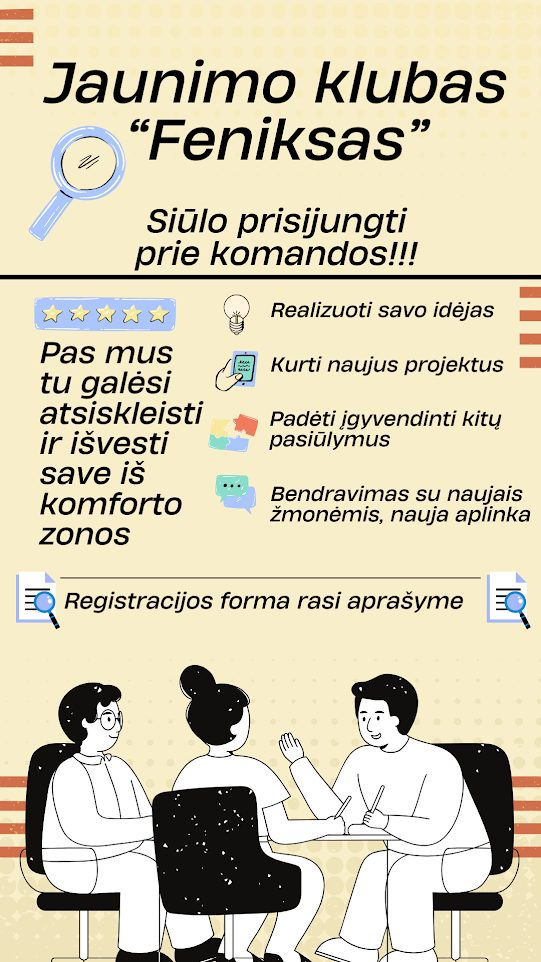 Jaunimo klubas
“Feniksas”
Siūlo prisijungti
prie komandos!!!
Pas mus
tu galėsi
atsiskleisti
ir išvesti
save iš
komforto
zonos
Realizuoti savo idėjas
Kurti naujus projektus
Padėti įgyvendinti kitų
pasiūlymus
Bendravimas su naujais
žmonėmis, nauja aplinka
Registracijos forma rasi aprašyme